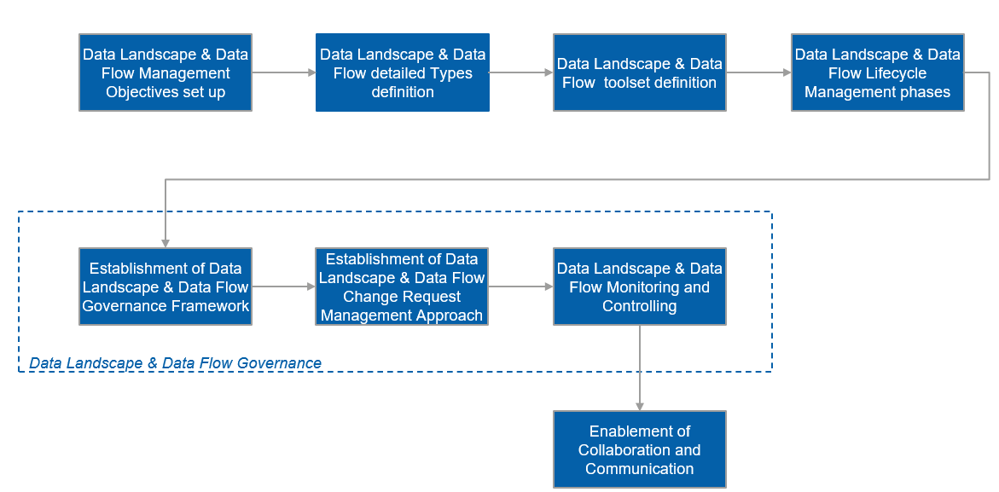 Data Landscape & Data
Flow Management
Objectives set up
Data Landscape & Data
Flow detailed Types
definition
Data Landscape & Data
Flow  toolset definition
Data Landscape & Data
Flow Lifecycle
Management phases
Establishment of Data
Landscape & Data Flow
Governance Framework
Establishment of Data
Landscape & Data Flow
Change Request
Management Approach
Data Landscape & Data
Flow Monitoring and
Controlling
Data Landscape & Data Flow Governance
Enablement of
Collaboration and
Communication